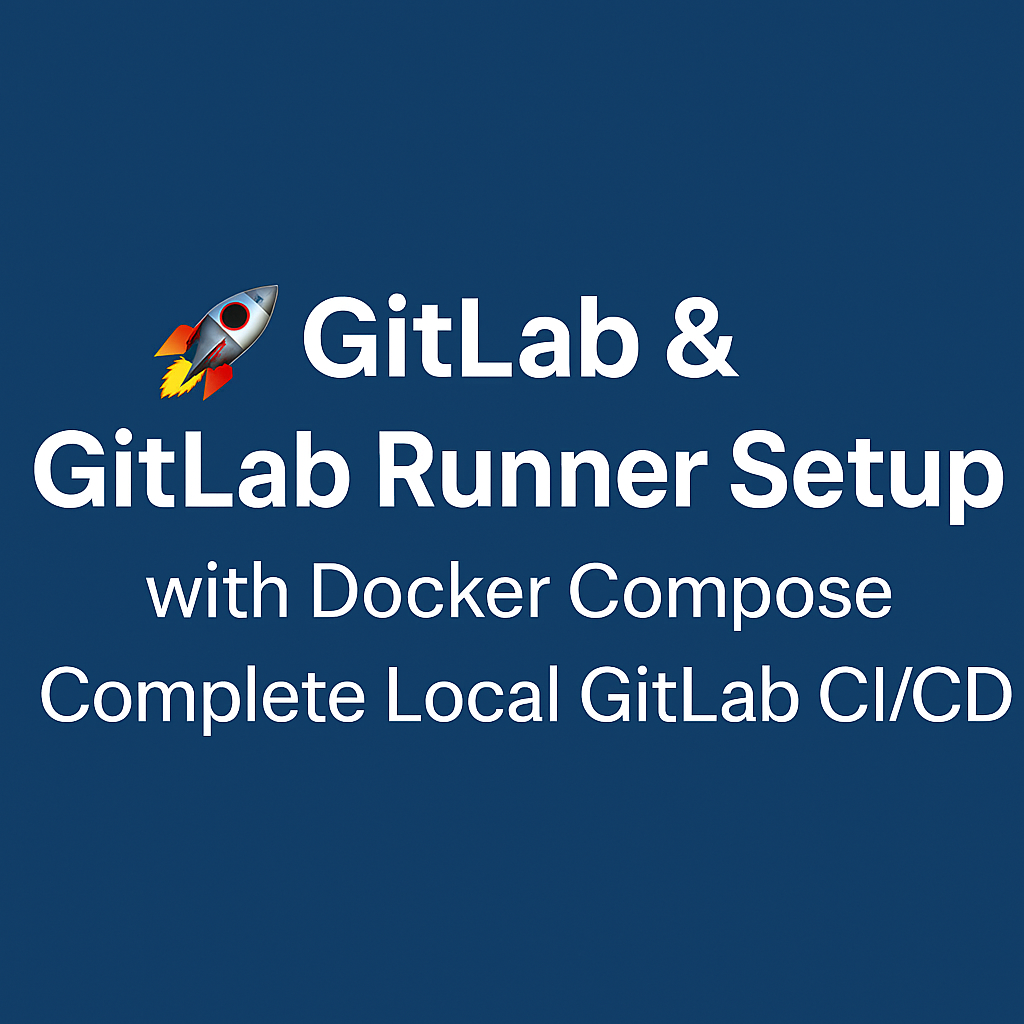 🚀 GitLab &
GitLab Runner Setup
with Docker Compose
Complete Local GitLab CI/CD